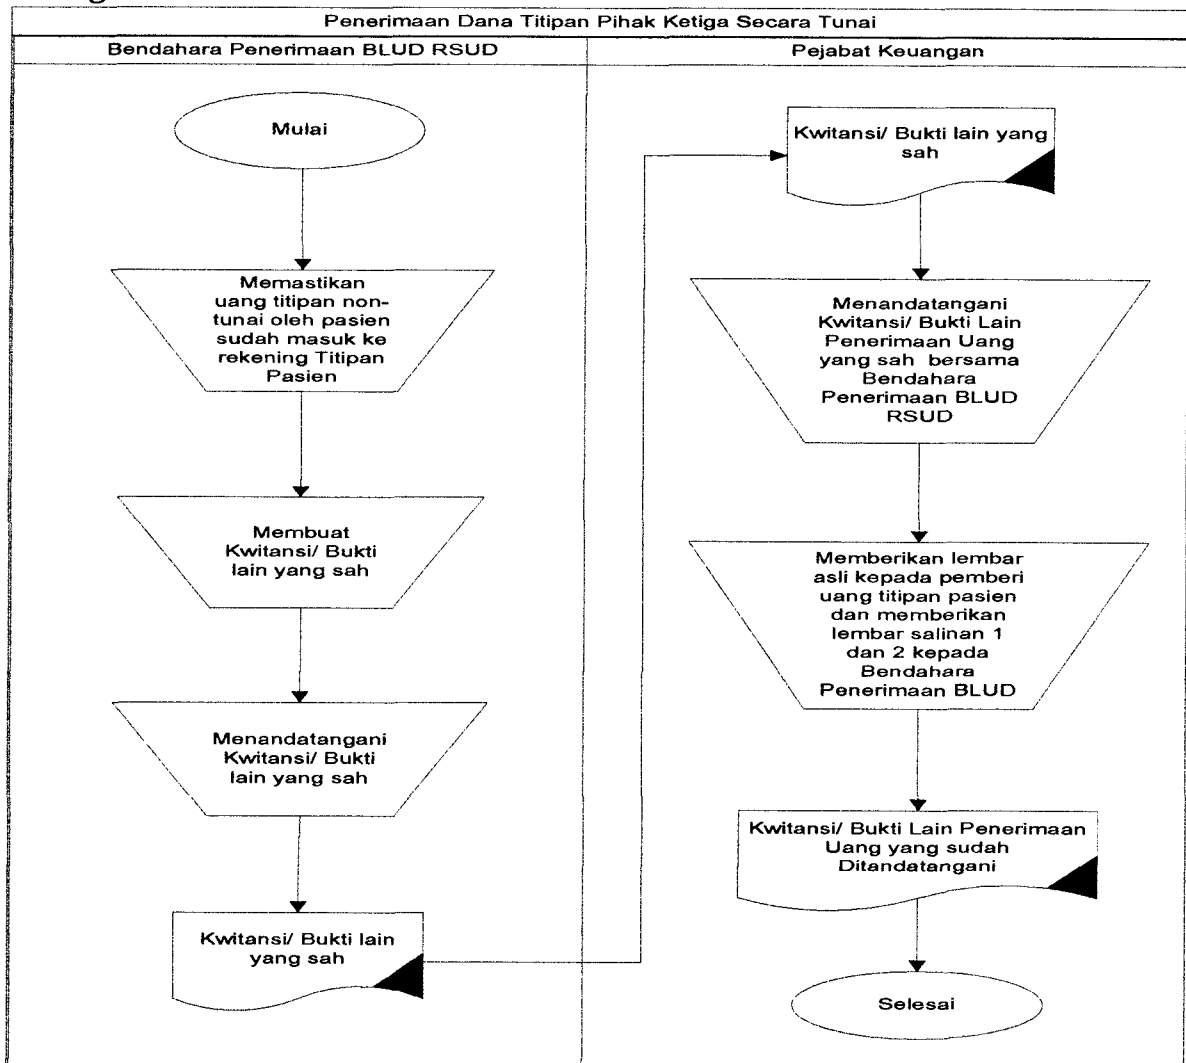 Penerimaan Dana Titipan Pihak Ketiga Secara Tunai
Bendahara Penerimaan BLUD RSUD
Pejabat Keuangan
Mulai
Memastikan
uang titipan non-
tunai oleh pasien
sudah masuk ke
rekening Titipan
Pasien
Membuat
Kwitansi/ Bukti
lain yang sah
Menandatangani
Kwitansi/ Bukti
lain yang sah
Kwitansi/ Bukti lain
yang sah
Kwitansi/ Bukti lain yang
sah
Menandatangani
Kwitansi/ Bukti Lain
Penerimaan Uang
yang sah bersama
Bendahara
Penerimaan BLUD
RSUD
Memberikan lembar
asli kepada pemberi
uang titipan pasien
dan memberikan
lembar salinan 1
dan 2 kepada
Bendahara
Penerimaan BLUD
Kwitansi/ Bukti Lain Penerimaan
Uang yang sudah
Ditandatangani
Selesai